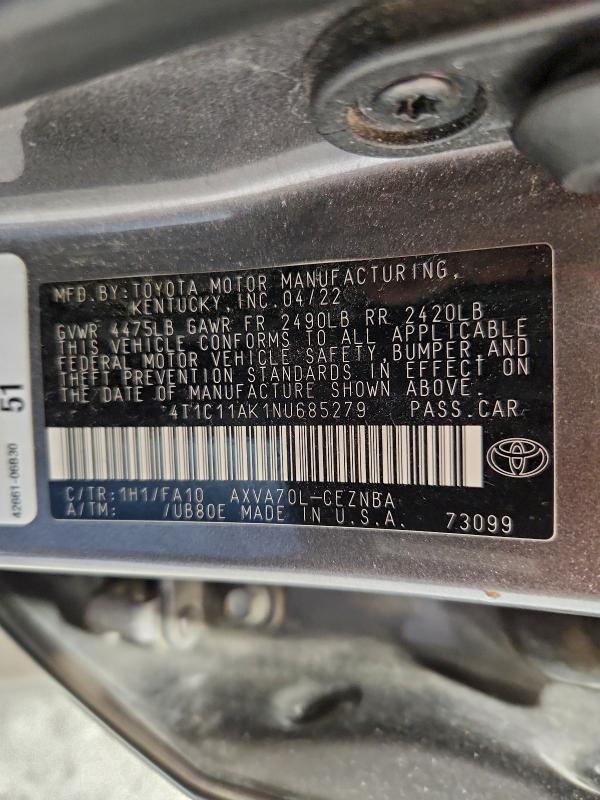 MFD.BY:TOYOTA MOTOR MANUFACTURING,
KENTUCKY, INC. 04/22
GVWR 4475LB GAWR FR 2490LB RR 2420LB
THIS VEHICLE CONFORMS TO ALL APPLICABLE
FEDERAL MOTOR VEHICLE SAFETY, BUMPER, AND
THEFT PREVENTION STANDARDS IN EFFECT ON
THE DATE OF MANUFACTURE SHOWN ABOVE.
4T1C11AK1NU685279 PASS.CAR
C/TR:1H1/FA10 AXVA70L-CEZNBA
A/TM: /UB80E MADE IN U.S.A. 73099
51
42661-06B30